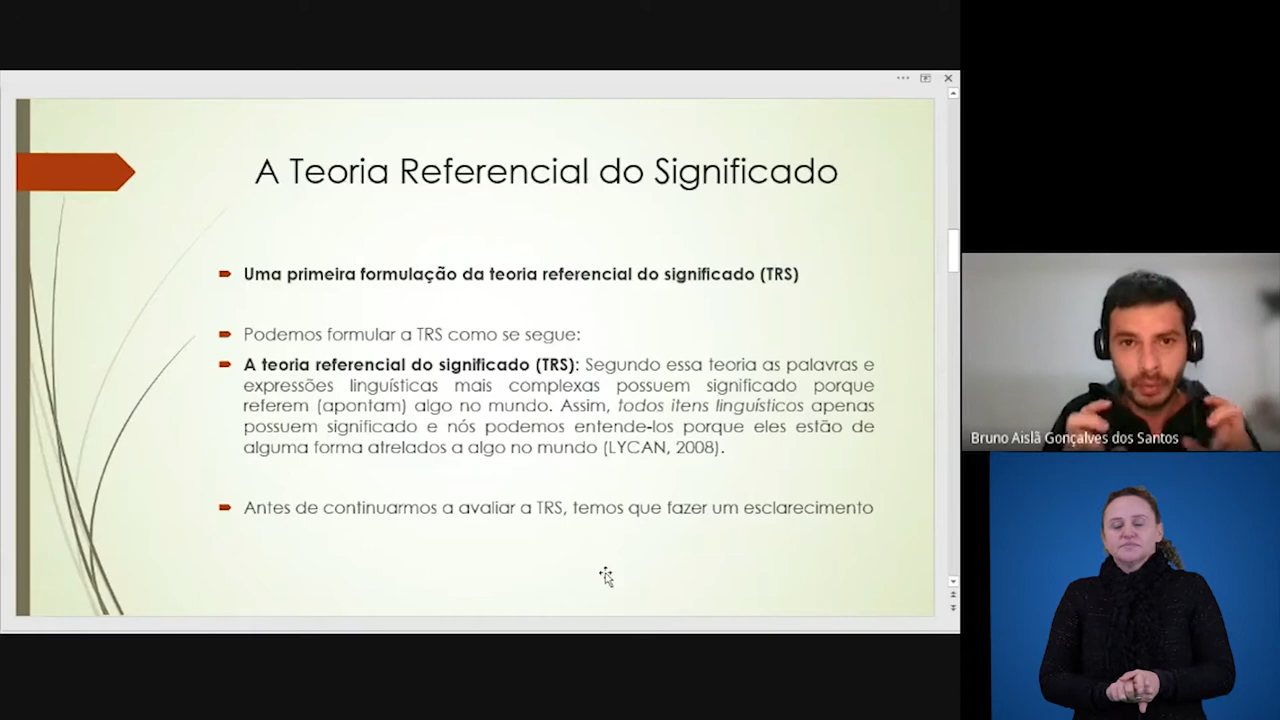 A Teoria Referencial do Significado
Uma primeira formulação da teoria referencial do significado (TRS)
Podemos formular a TRS como se segue:
A teoria referencial do significado (TRS): Segundo essa teoria as palavras e
expressões linguísticas mais complexas possuem significado porque
referem (apontam) algo no mundo. Assim, todos itens linguísticos apenas
possuem significado e nós podemos entende-los porque eles estão de
alguma forma atrelados a algo no mundo (LYCAN, 2008).
Antes de continuarmos a avaliar a TRS, temos que fazer um esclarecimento
Bruno Aislã Gonçalves dos Santos